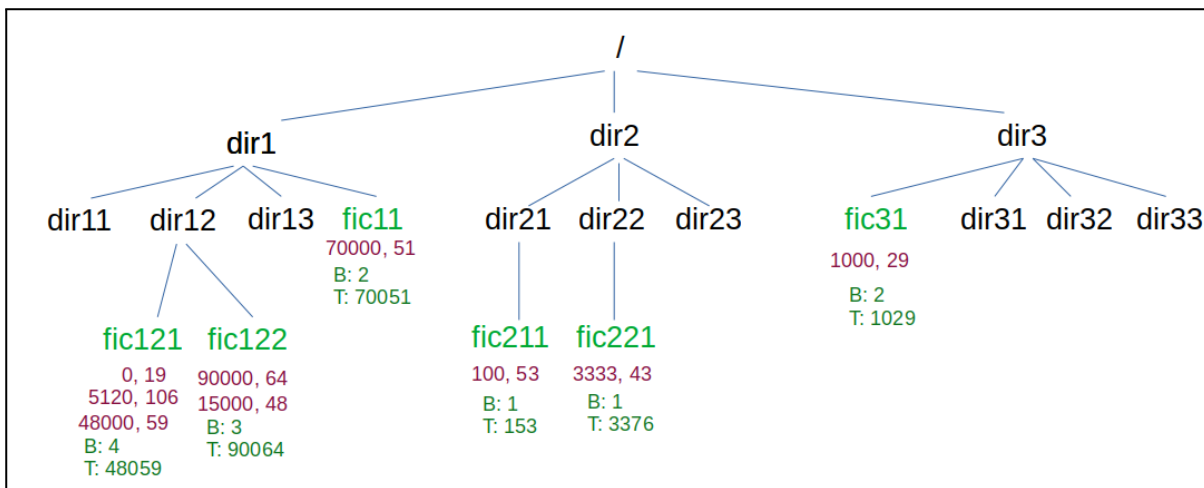 /
dir1 dir2 dir3
dir11 dir12 dir13 fic11 dir21 dir22 dir23 fic31 dir31 dir32 dir33
70000, 51
B: 2
T: 70051
1000, 29
B: 2
T: 1029
fic121
0, 19
5120, 106
48000, 59
B: 4
T: 48059
fic122
90000, 64
15000, 48
B: 3
T: 90064
fic211
100, 53
B: 1
T: 153
fic221
3333, 43
B: 1
T: 3376